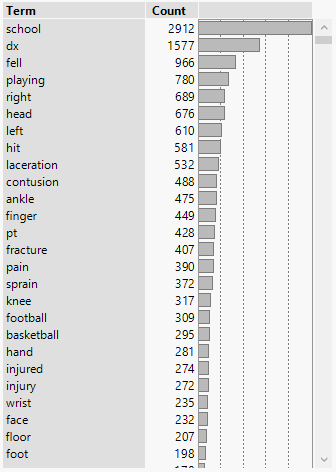 Term Count
school 2912
dx 1577
fell 966
playing 780
right 689
head 676
left 610
hit 581
laceration 532
contusion 488
ankle 475
finger 449
pt 428
fracture 407
pain 390
sprain 372
knee 317
football 309
basketball 295
hand 281
injured 274
injury 272
wrist 235
face 232
floor 207
foot 198